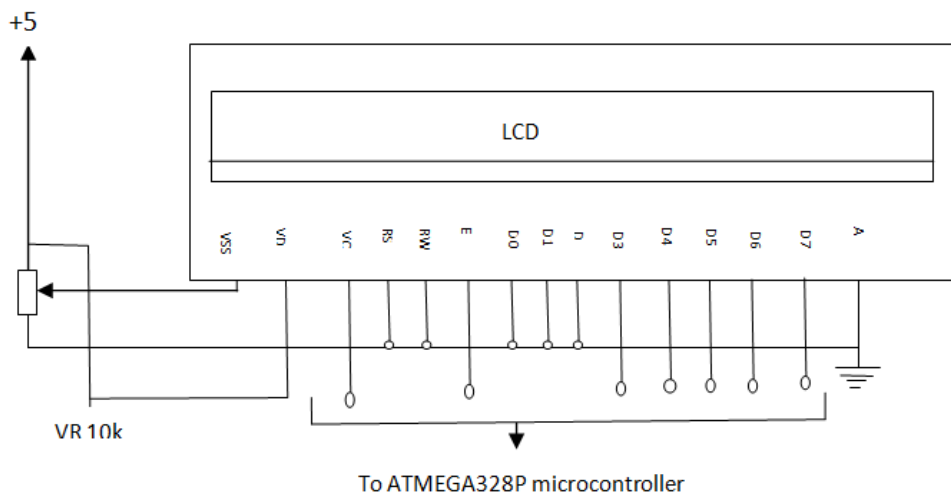 +5
LCD
VSS VD VC RS RW E D0 D1 D D3 D4 D5 D6 D7 A
VR 10k
To ATMEGA328P microcontroller